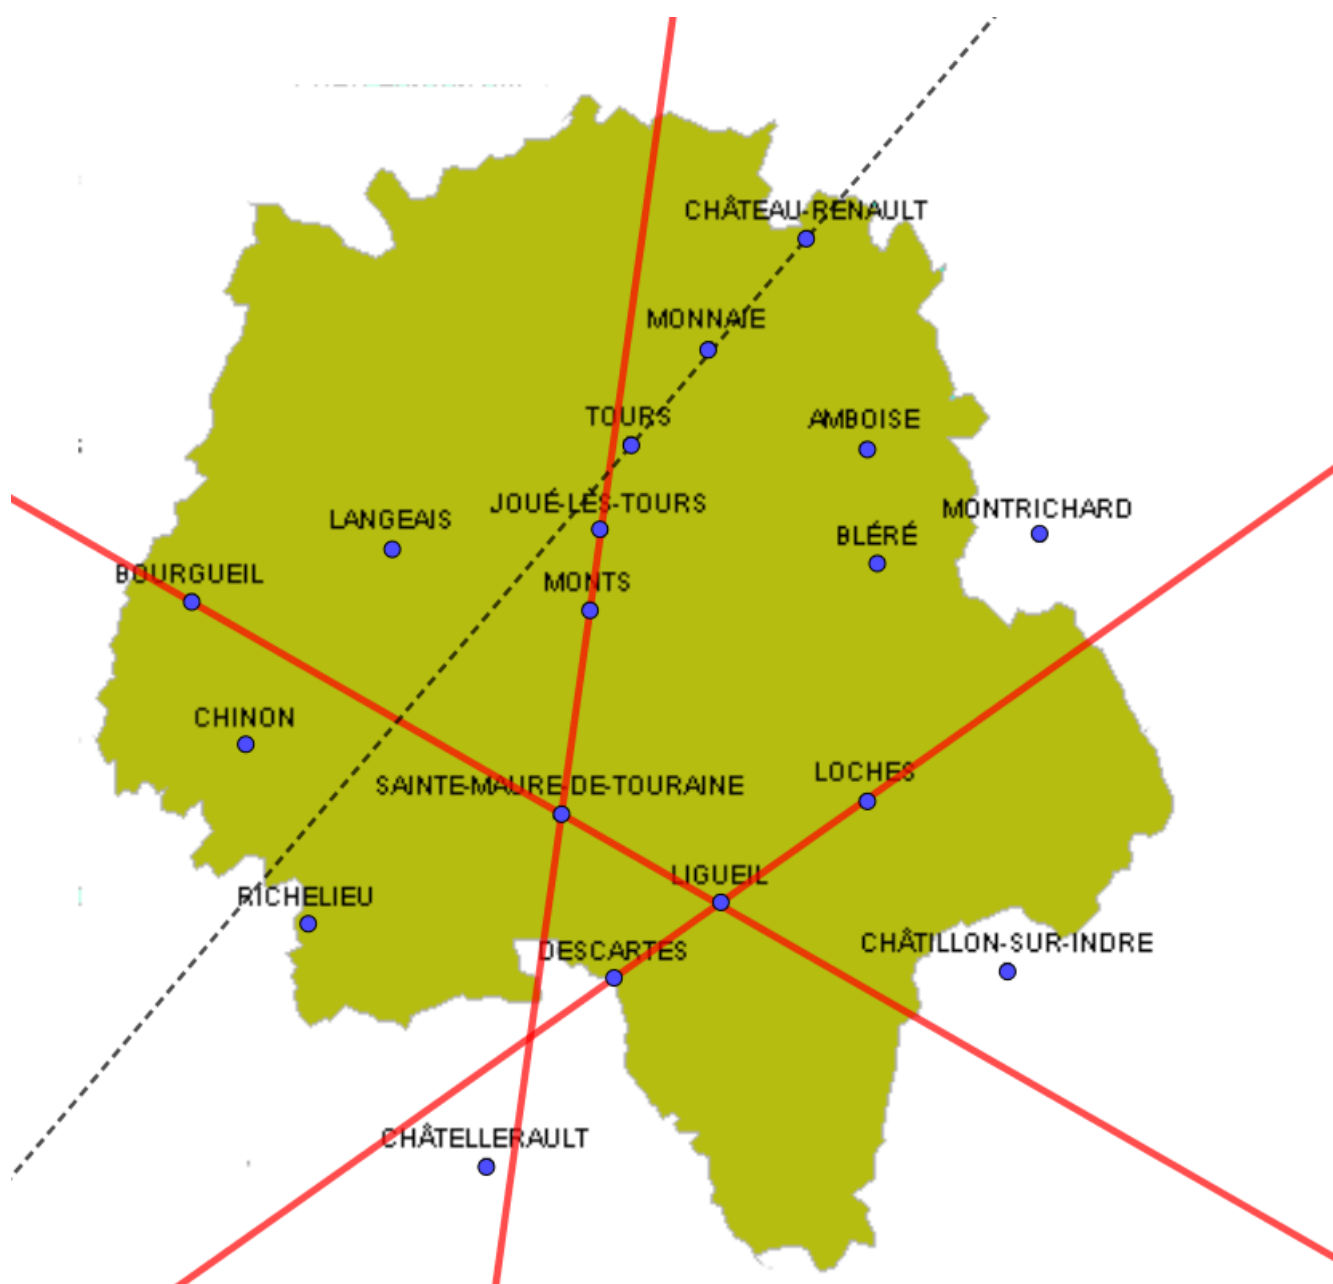 CHÂTEAU-RENAULT
MONNAIE
TOURS
AMBOISE
JOUÉ-LÈS-TOURS
MONTRICHARD
LANGEAIS
BLÉRÉ
BOURGUEIL
MONTS
CHINON
LOCHES
SAINTE-MAURE-DE-TOURAINE
LIGUEIL
RICHELIEU
DESCARTES
CHÂTILLON-SUR-INDRE
CHÂTELLERAULT